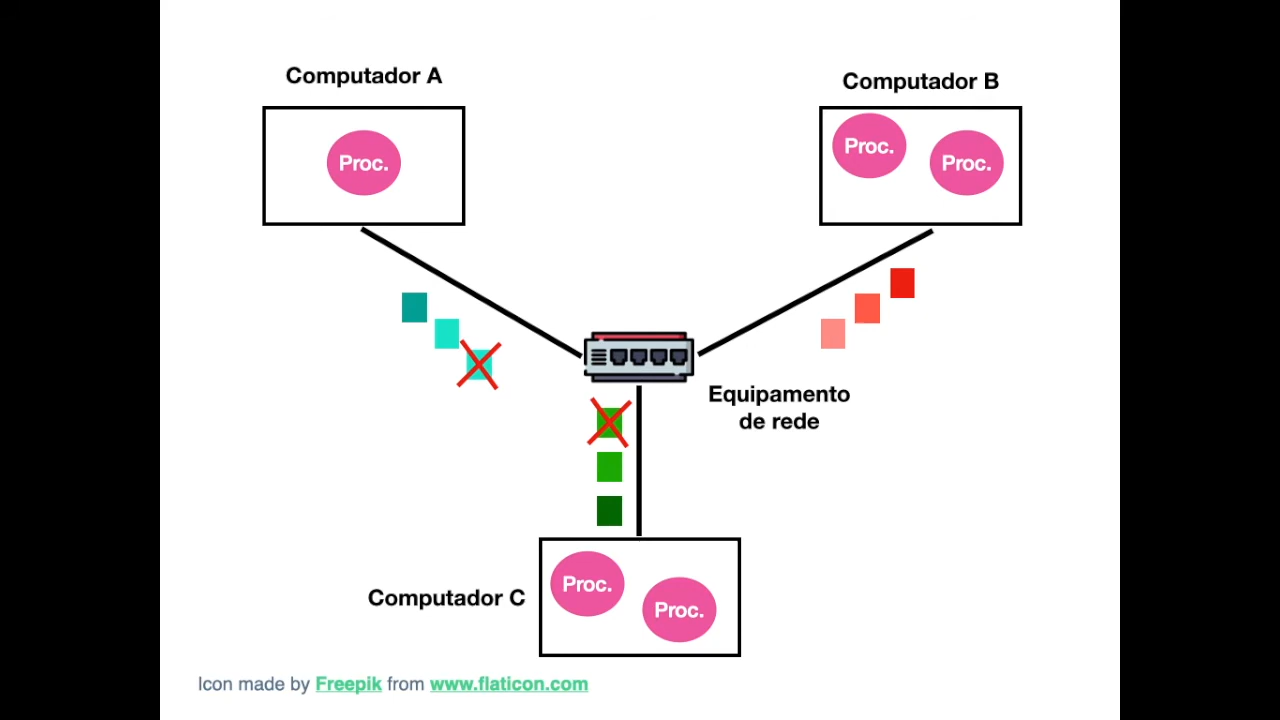 Computador A
Computador B
Proc.
Proc.
Proc.
Equipamento
de rede
Computador C
Proc.
Proc.
Icon made by Freepik from www.flaticon.com